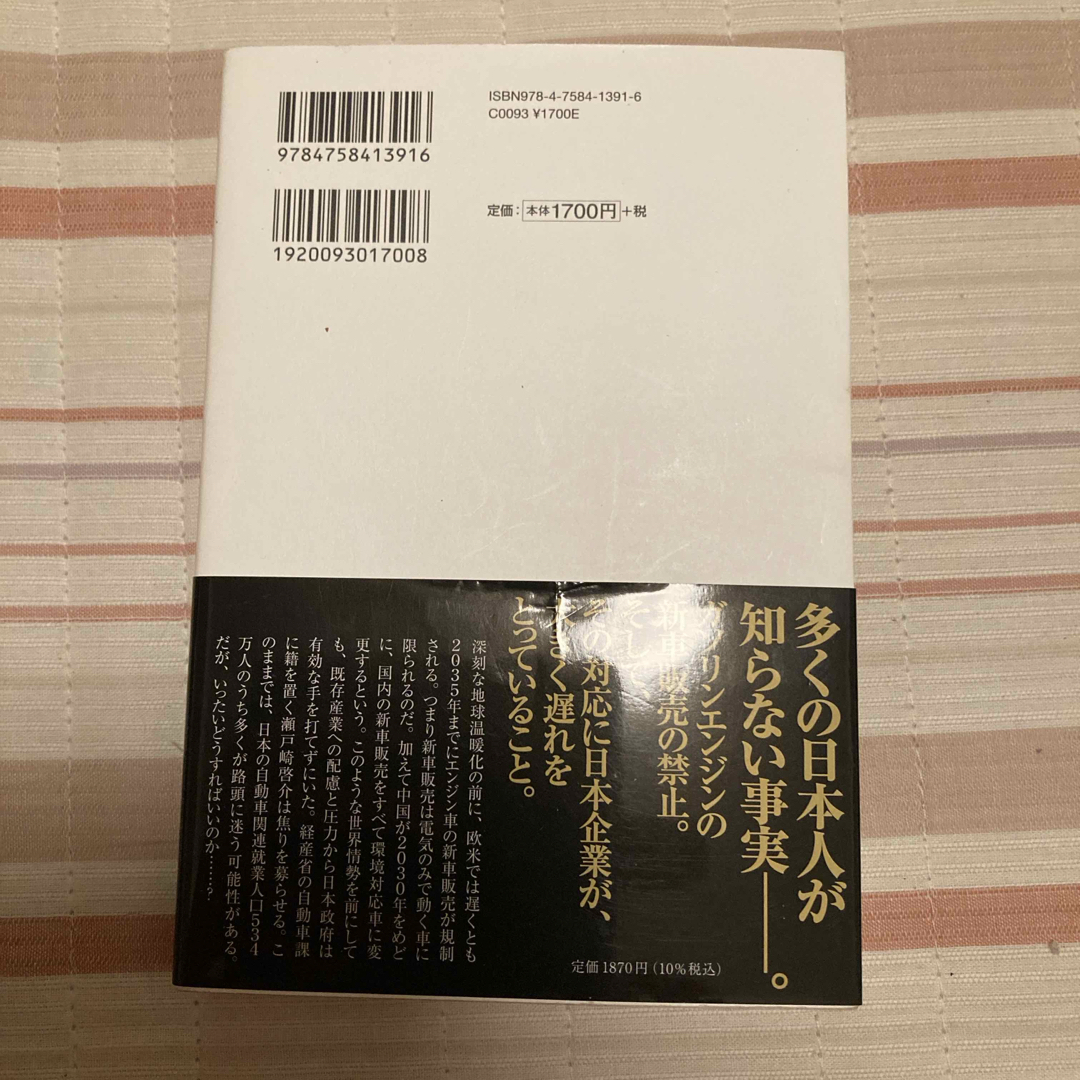 ISBN978-4-7584-1391-6
C0093 ¥1700E
9784758413916
1920093017008
定価：本体1700円+税
多くの日本人が
知らない事実――。
ガソリンエンジンの
新車販売の禁止。
そして
その対応に日本企業が、
大きく遅れを
とっていること。
深刻な地球温暖化の前に、欧米では遅くとも
2035年までにエンジン車の新車販売が規制
される。つまり新車販売は電気のみで動く車に
限られるのだ。加えて中国が2030年をめど
に、国内の新車販売をすべて環境対応車に変
更するという。このような世界情勢を前にして
も、既存産業への配慮と圧力から日本政府は
有効な手を打てずにいた。経産省の自動車課
に籍を置く瀬戸崎啓介は焦りを募らせる。こ
のままでは、日本の自動車関連就業人口534
万人のうち多くが路頭に迷う可能性がある。
だが、いったいどうすればいいのか……？
定価1870円（10%税込）